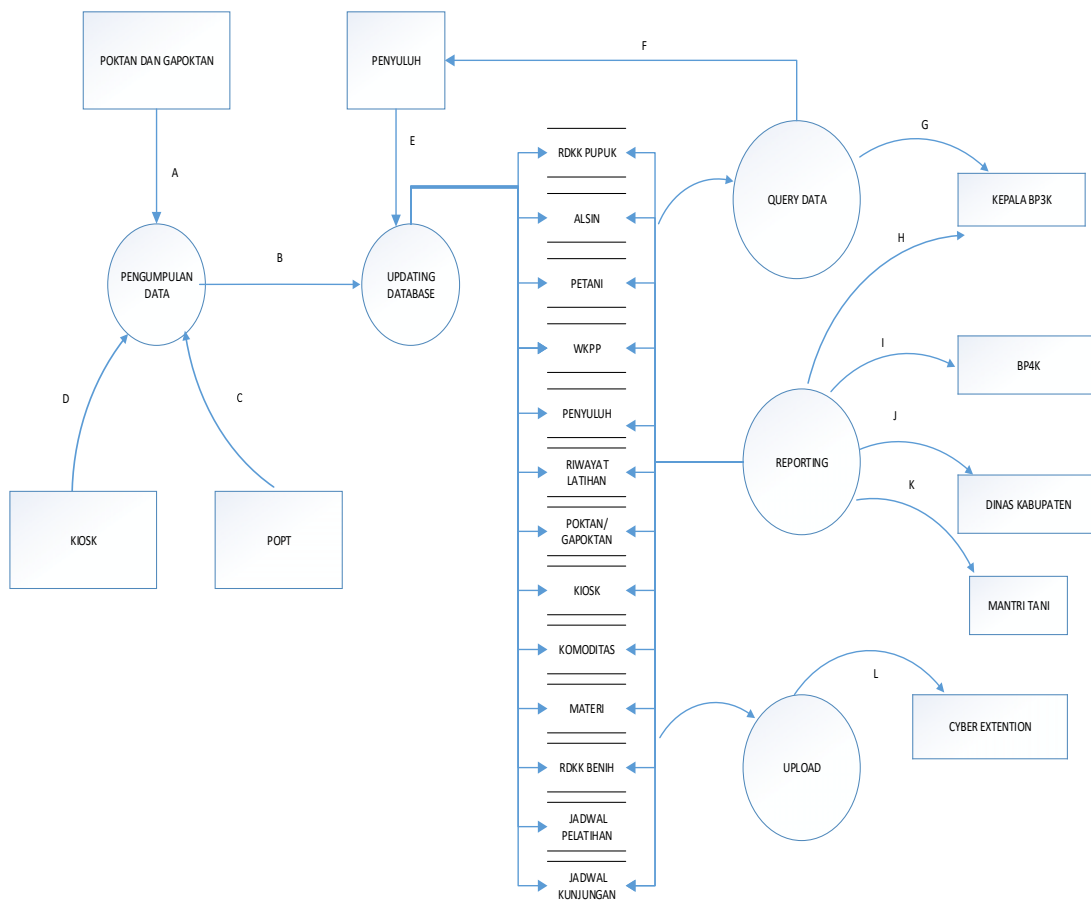 F
POKTAN DAN GAPOKTAN
PENYULUH
G
E
RDKK PUPUK
A
QUERY DATA
KEPALA BP3K
ALSIN
H
B
PENGUMPULAN
DATA
UPDATING
DATABASE
PETANI
WKPP
I
BP4K
D
C
PENYULUH
J
RIWAYAT
LATIHAN
REPORTING
K
DINAS KABUPATEN
POKTAN/
GAPOKTAN
KIOSK
POPT
KIOSK
MANTRI TANI
KOMODITAS
L
MATERI
CYBER EXTENTION
RDKK BENIH
UPLOAD
JADWAL
PELATIHAN
JADWAL
KUNJUNGAN